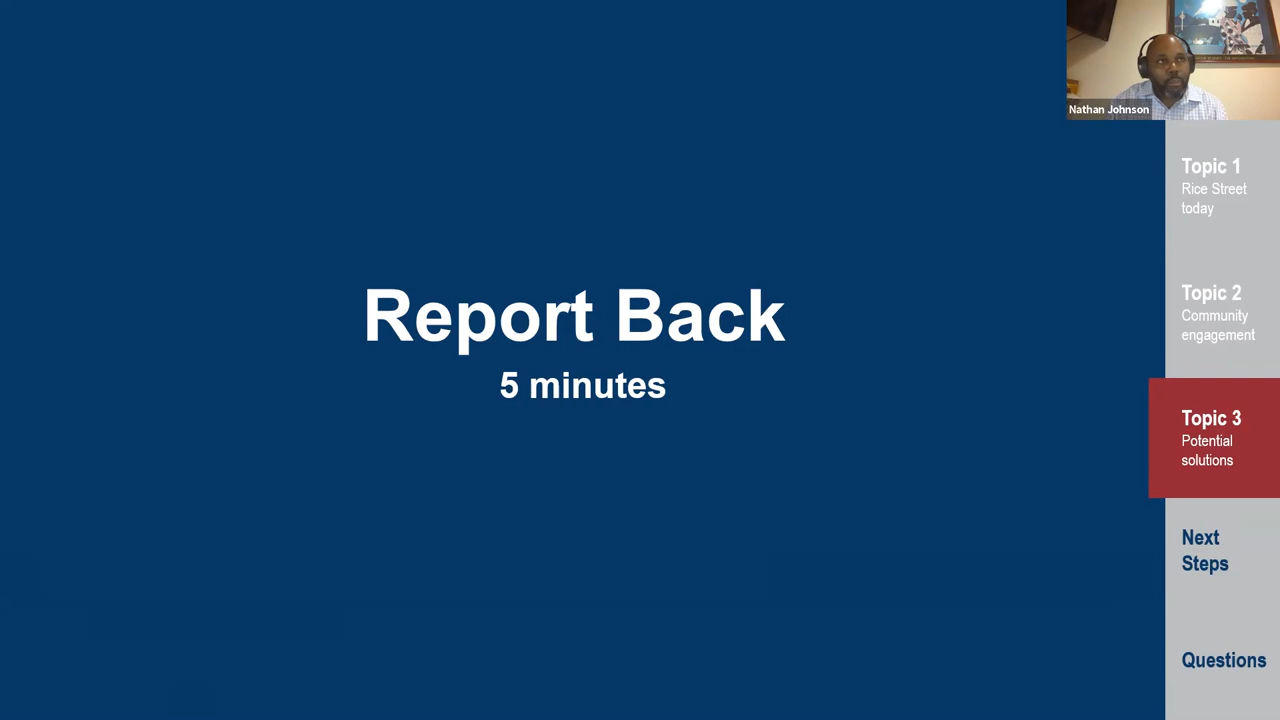 Report Back
5 minutes
Nathan Johnson
Topic 1
Rice Street
today
Topic 2
Community
engagement
Topic 3
Potential
solutions
Next
Steps
Questions